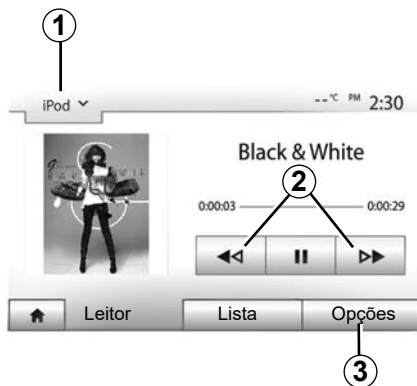 1
iPod
--°C PM 2:30
Black & White
2
0:00:03 0:00:29
Leitor Lista Opções
3